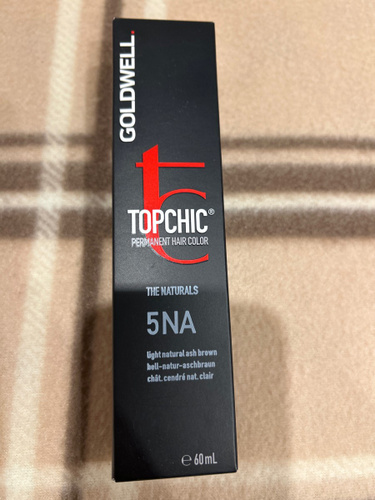 GOLDWELL.
tc
TOPCHIC®
PERMANENT HAIR COLOR
THE NATURALS
5NA
light natural ash brown
hell-natur-aschbraun
chât. cendré nat. clair
℮ 60 mL